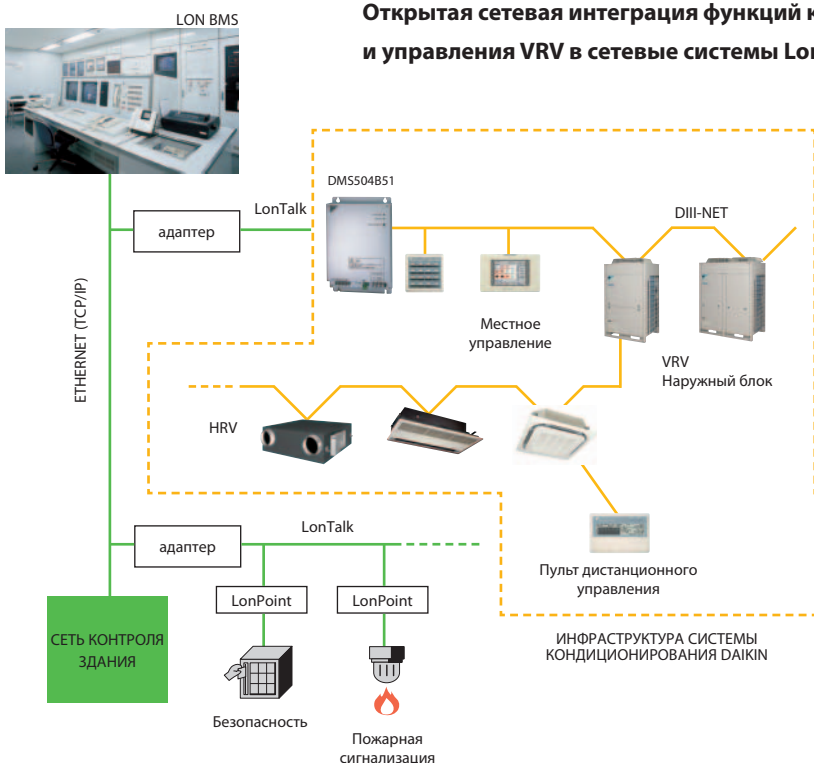 LON BMS
Открытая сетевая интеграция функций к
и управления VRV в сетевые системы Lon
DMS504B51
LonTalk
адаптер
DIII-NET
ETHERNET (TCP/IP)
Местное
управление
VRV
Наружный блок
HRV
LonTalk
адаптер
Пульт дистанционного
управления
LonPoint
LonPoint
СЕТЬ КОНТРОЛЯ
ЗДАНИЯ
ИНФРАСТРУКТУРА СИСТЕМЫ
КОНДИЦИОНИРОВАНИЯ DAIKIN
Безопасность
Пожарная
сигнализация